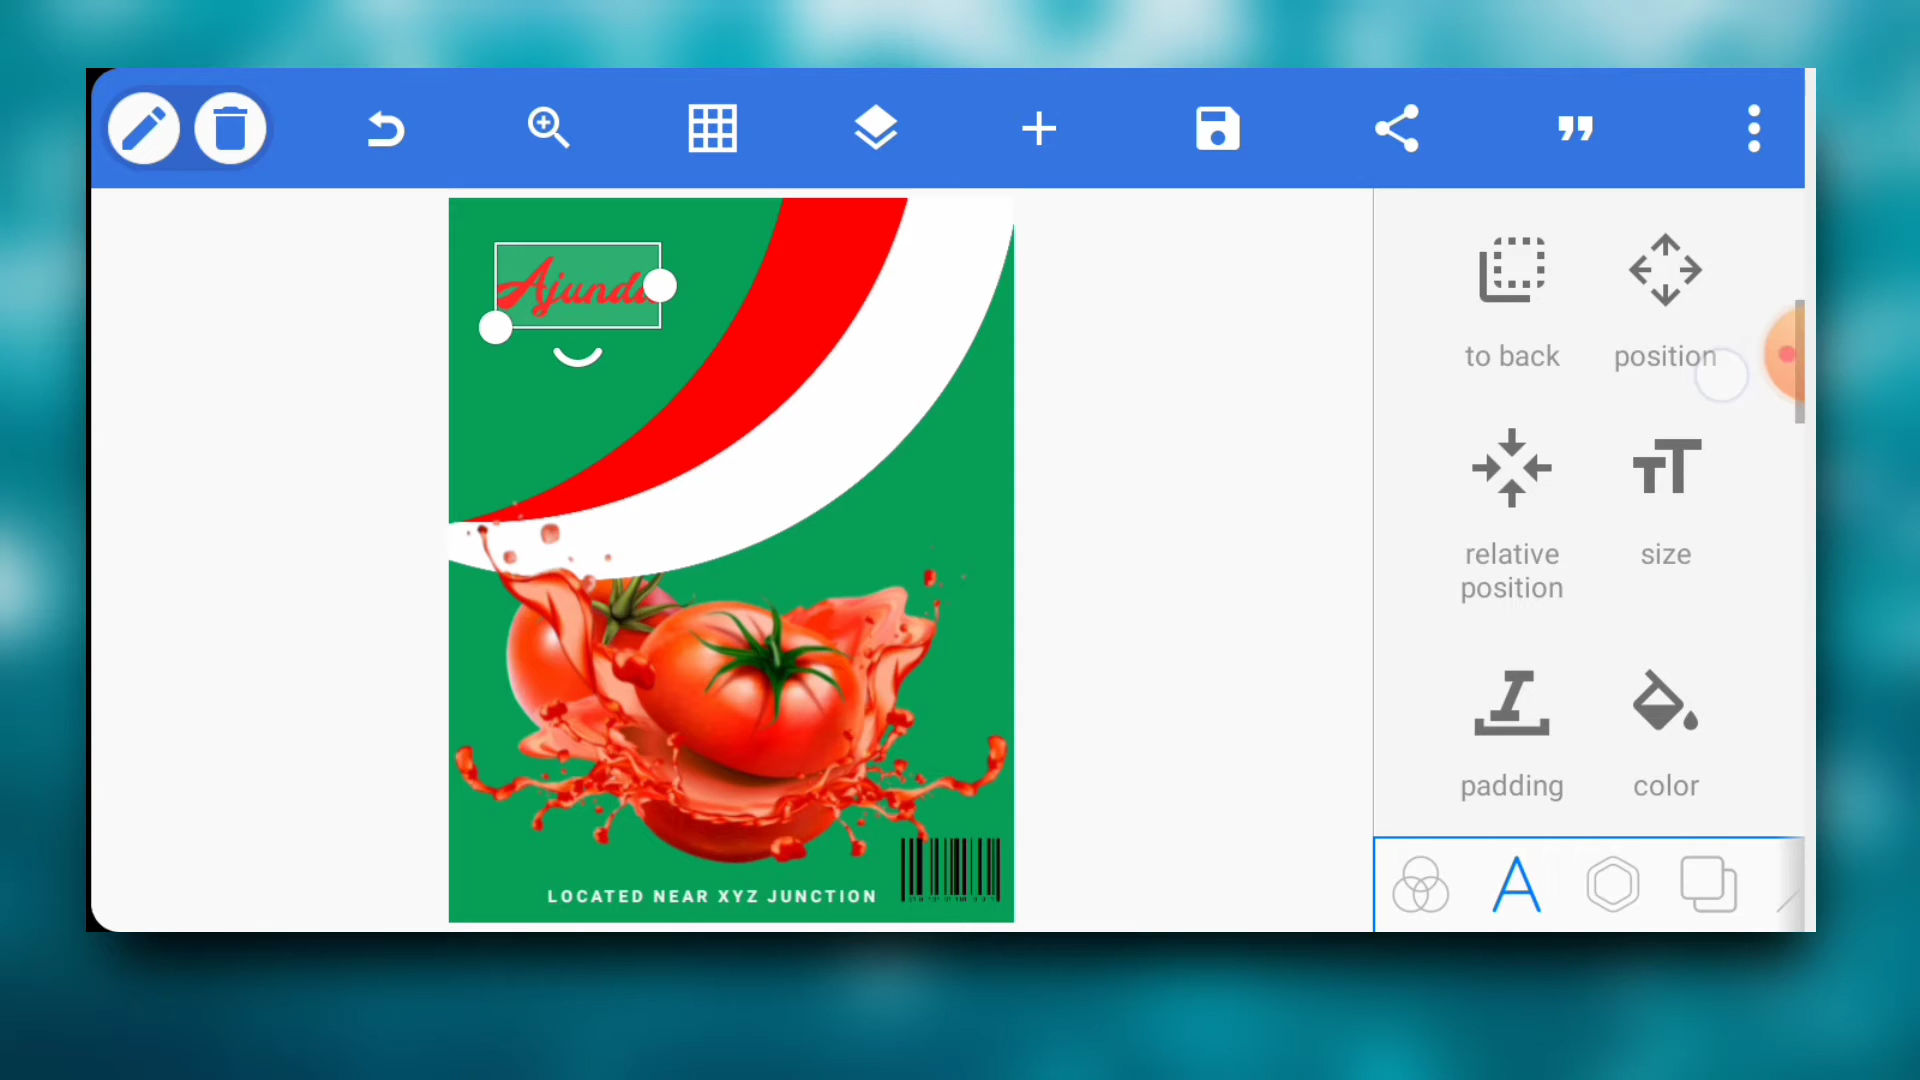 Ajunda
to back
position
relative
position
size
padding
color
LOCATED NEAR XYZ JUNCTION